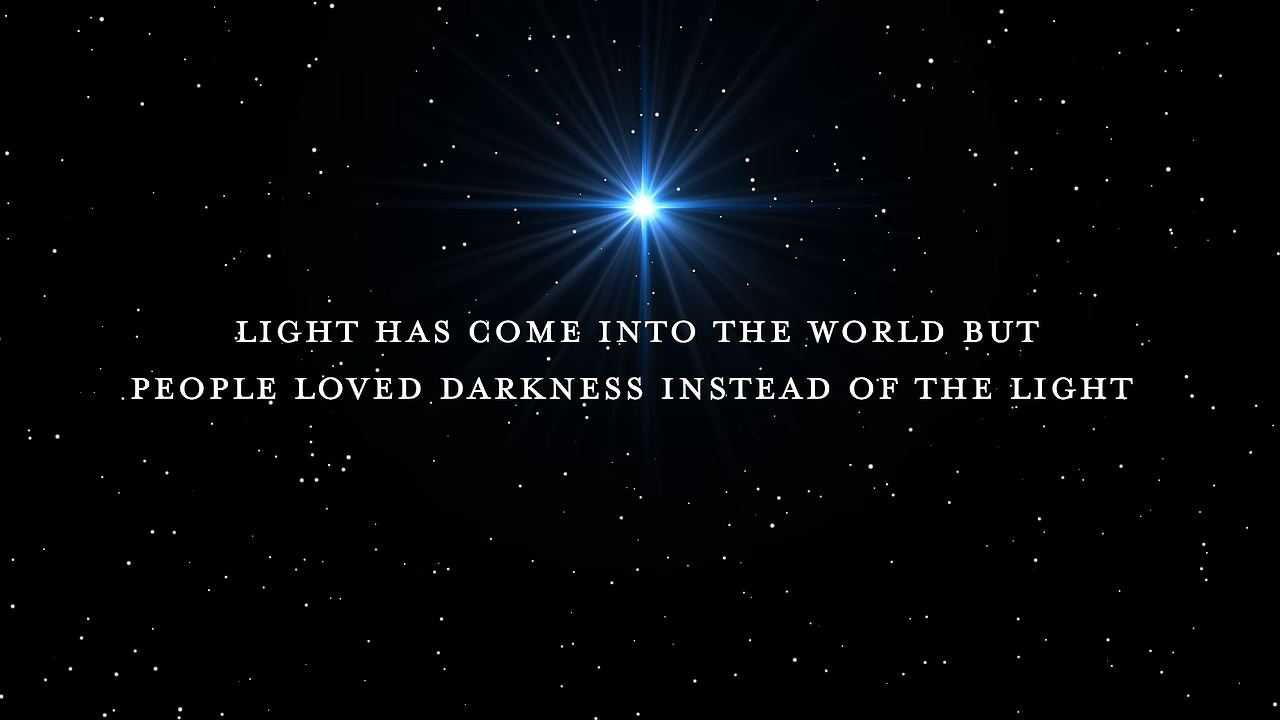 LIGHT HAS COME INTO THE WORLD BUT
PEOPLE LOVED DARKNESS INSTEAD OF THE LIGHT